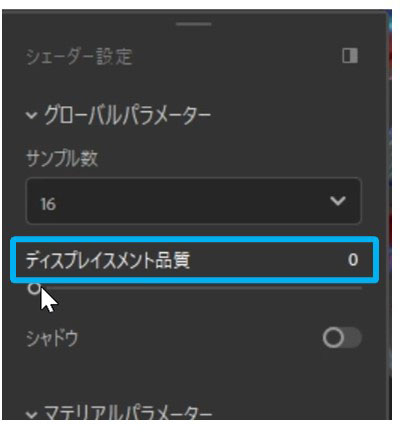 シェーダー設定
グローバルパラメーター
サンプル数
16
ディスプレイスメント品質 0
シャドウ
マテリアルパラメーター